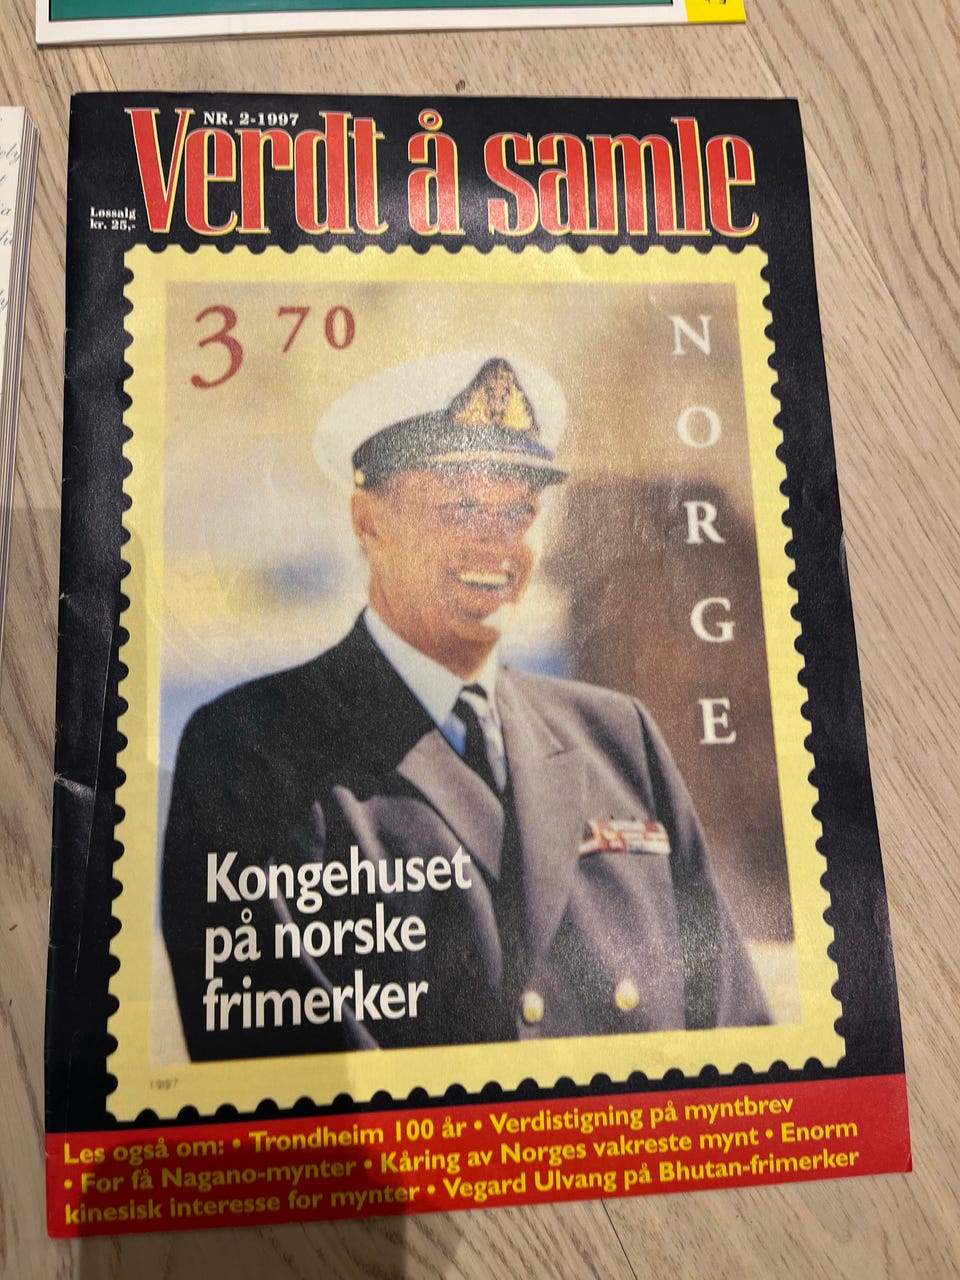 NR. 2-1997
Verdt å samle
Løssalg
kr. 25,-
3 70
NORGE
Kongehuset
på norske
frimerker
1997
Les også om: • Trondheim 100 år • Verdistigning på myntbrev
• For få Nagano-mynter • Kåring av Norges vakreste mynt • Enorm
kinesisk interesse for mynter • Vegard Ulvang på Bhutan-frimerker